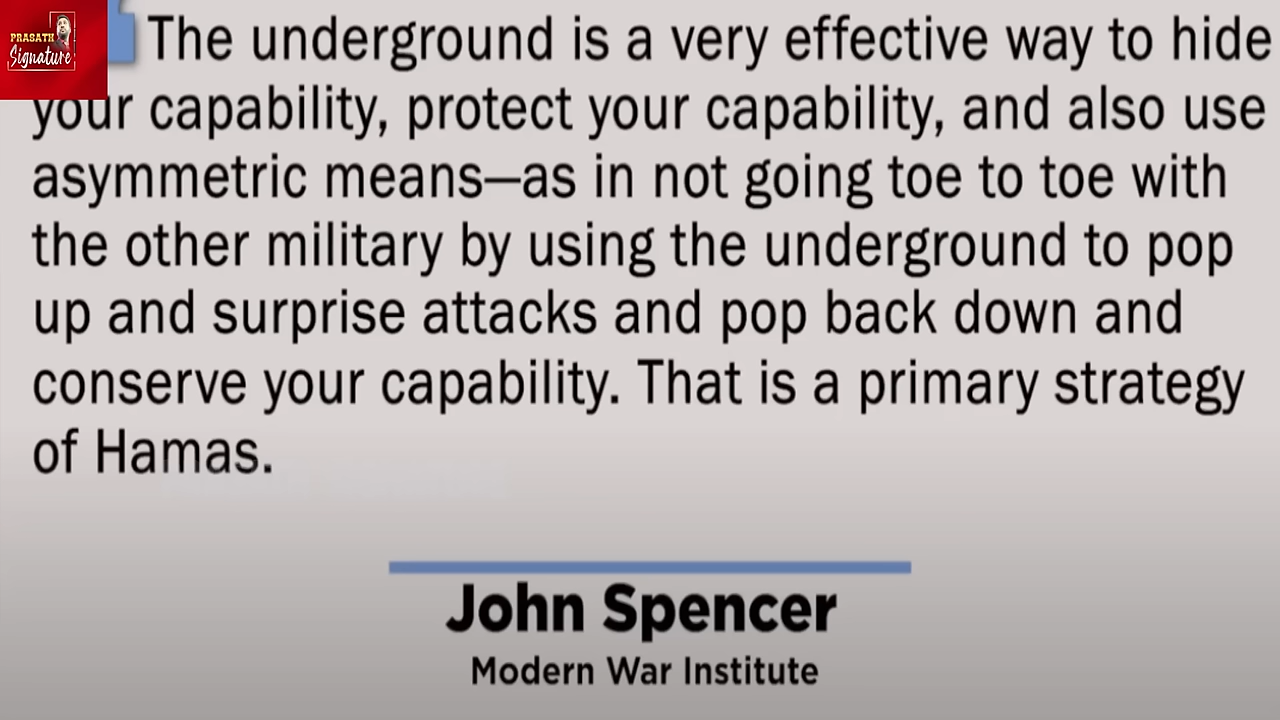 PRASATH
Signature
The underground is a very effective way to hide
your capability, protect your capability, and also use
asymmetric means—as in not going toe to toe with
the other military by using the underground to pop
up and surprise attacks and pop back down and
conserve your capability. That is a primary strategy
of Hamas.
John Spencer
Modern War Institute